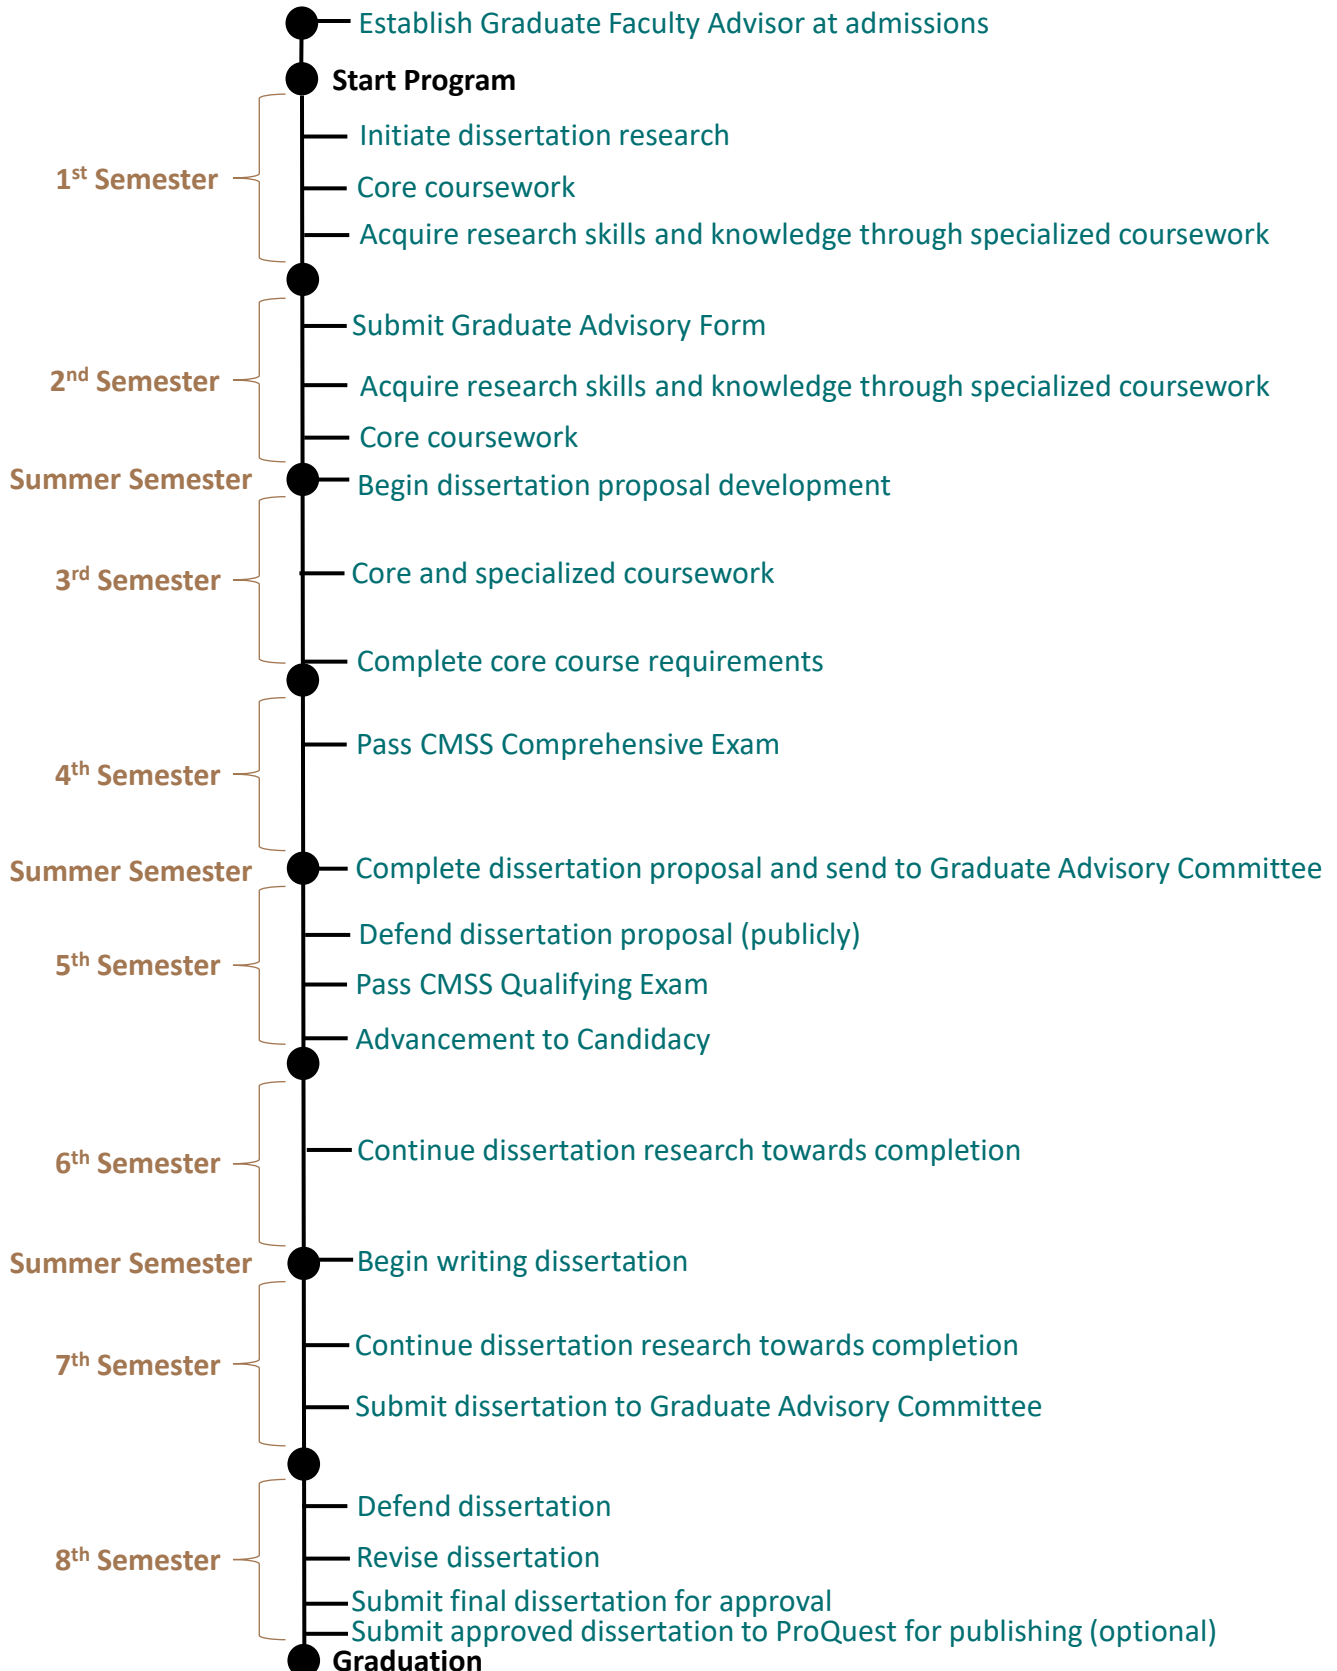 Establish Graduate Faculty Advisor at admissions
Start Program
1st Semester
Initiate dissertation research
Core coursework
Acquire research skills and knowledge through specialized coursework
2nd Semester
Submit Graduate Advisory Form
Acquire research skills and knowledge through specialized coursework
Core coursework
Summer Semester
Begin dissertation proposal development
3rd Semester
Core and specialized coursework
Complete core course requirements
4th Semester
Pass CMSS Comprehensive Exam
Summer Semester
Complete dissertation proposal and send to Graduate Advisory Committee
5th Semester
Defend dissertation proposal (publicly)
Pass CMSS Qualifying Exam
Advancement to Candidacy
6th Semester
Continue dissertation research towards completion
Summer Semester
Begin writing dissertation
7th Semester
Continue dissertation research towards completion
Submit dissertation to Graduate Advisory Committee
8th Semester
Defend dissertation
Revise dissertation
Submit final dissertation for approval
Submit approved dissertation to ProQuest for publishing (optional)
Graduation